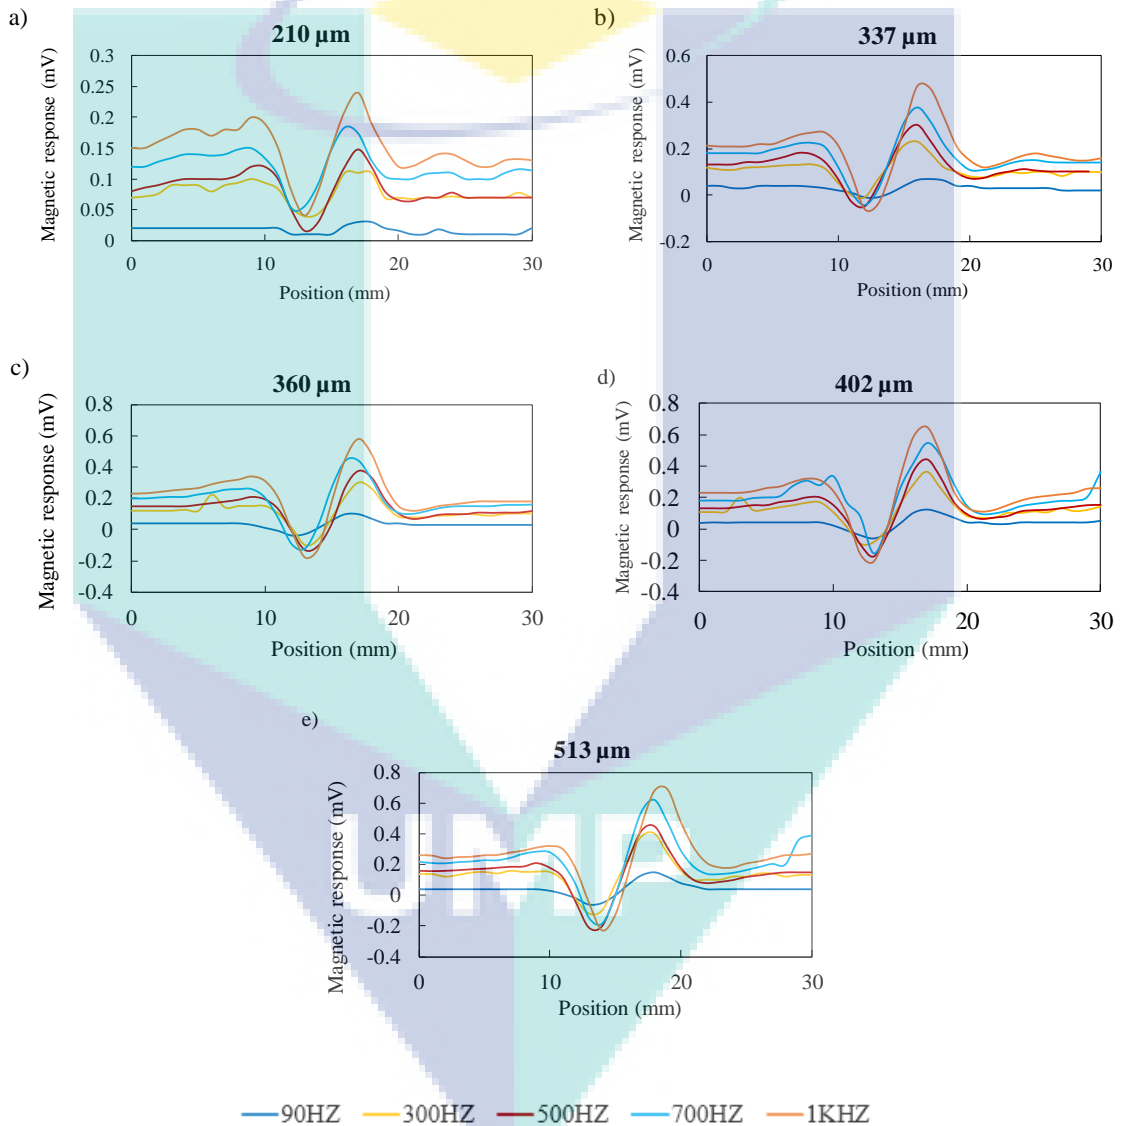 a)
210 µm
Magnetic response (mV)
0.3
0.25
0.2
0.15
0.1
0.05
0
0 10 20 30
Position (mm)
b)
337 µm
Magnetic response (mV)
0.6
0.4
0.2
0
-0.2
0 10 20 30
Position (mm)
c)
360 µm
Magnetic response (mV)
0.8
0.6
0.4
0.2
0
-0.2
-0.4
0 10 20 30
Position (mm)
d)
402 µm
Magnetic response (mV)
0.8
0.6
0.4
0.2
0
-0.2
-0.4
0 10 20 30
Position (mm)
e)
513 µm
Magnetic response (mV)
0.8
0.6
0.4
0.2
0
-0.2
-0.4
0 10 20 30
Position (mm)
UMP
90HZ 300HZ 500HZ 700HZ 1KHZ